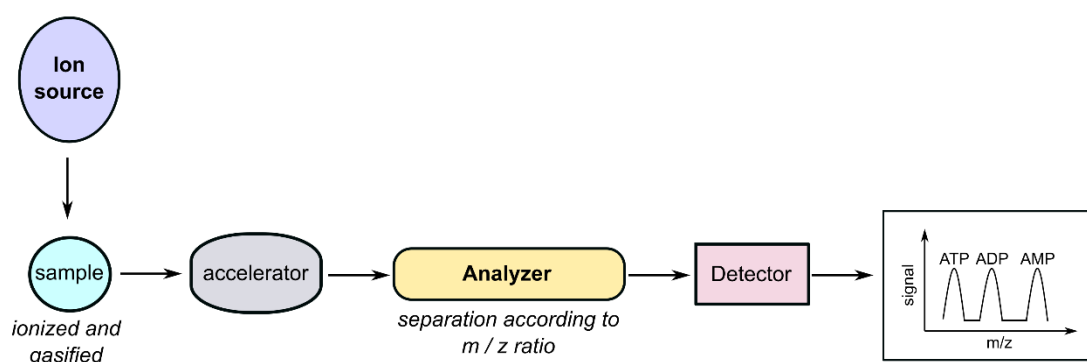 Ion
source
sample
ionized and
gasified
accelerator
Analyzer
separation according to
m / z ratio
Detector
signal
ATP ADP AMP
m/z